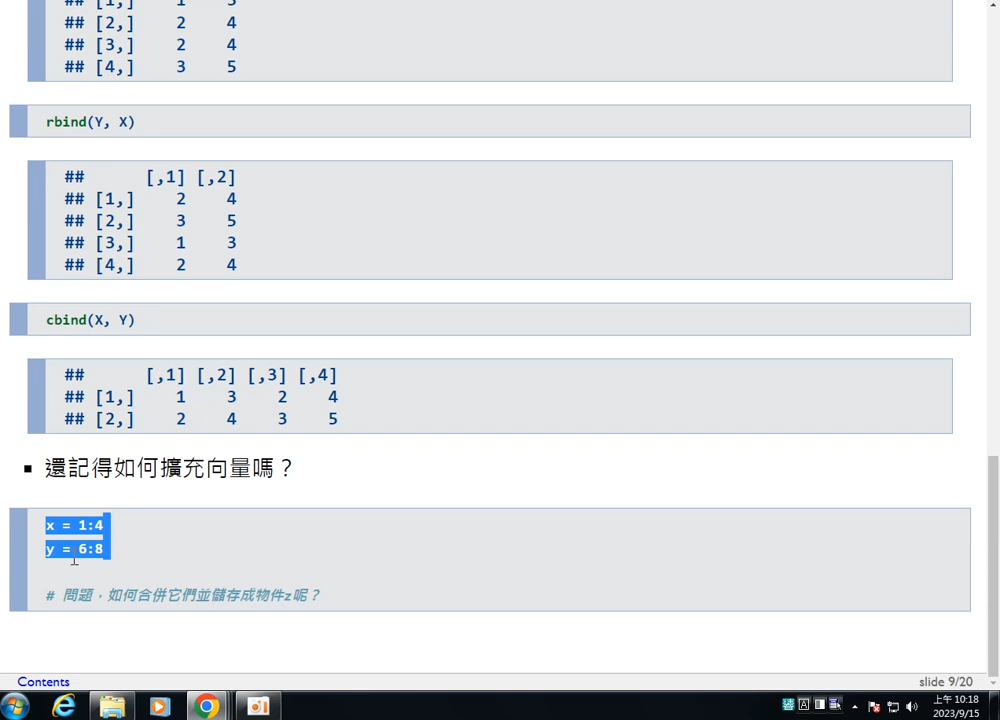 ## [1,] 1 3
## [2,] 2 4
## [3,] 2 4
## [4,] 3 5
rbind(Y, X)
## [,1] [,2]
## [1,] 2 4
## [2,] 3 5
## [3,] 1 3
## [4,] 2 4
cbind(X, Y)
## [,1] [,2] [,3] [,4]
## [1,] 1 3 2 4
## [2,] 2 4 3 5
▪ 還記得如何擴充向量嗎？
x = 1:4
y = 6:8
# 問題，如何合併它們並儲存成物件z呢？
Contents
slide 9/20
上午 10:18
2023/9/15